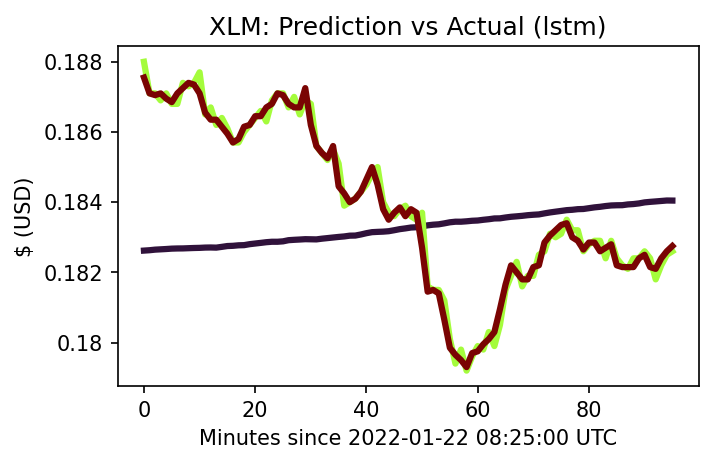 XLM: Prediction vs Actual (lstm)
$ (USD)
0.188
0.186
0.184
0.182
0.18
0 20 40 60 80
Minutes since 2022-01-22 08:25:00 UTC